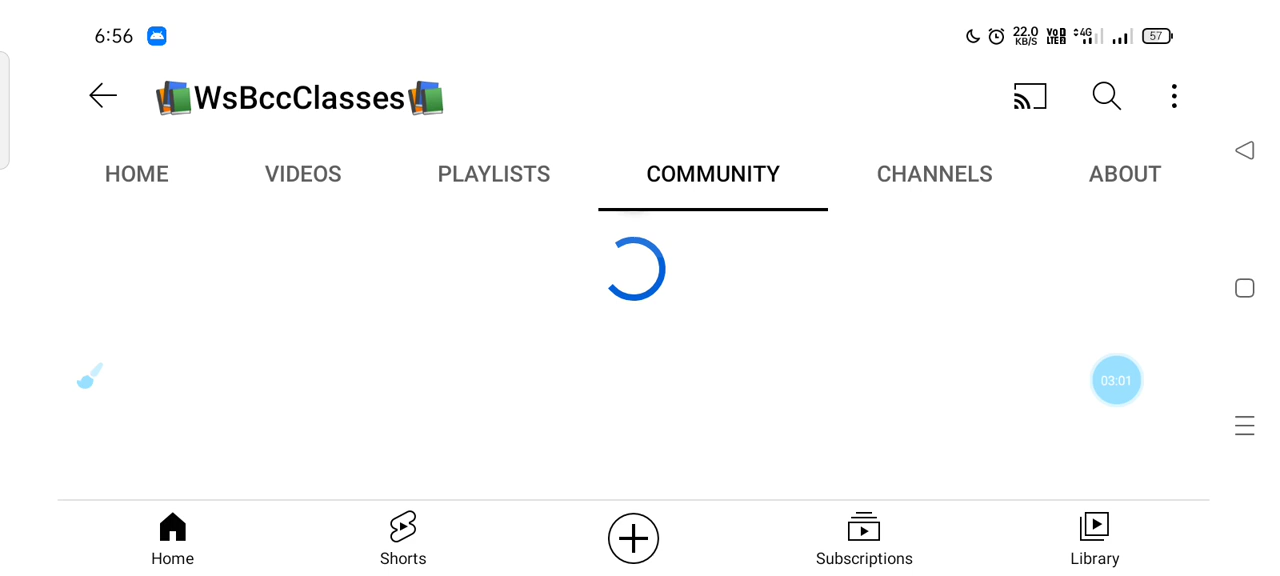 6:56 22.0 KB/S VoD LTE2 4G 57
WsBccClasses
HOME VIDEOS PLAYLISTS COMMUNITY CHANNELS ABOUT
03:01
Home Shorts Subscriptions Library